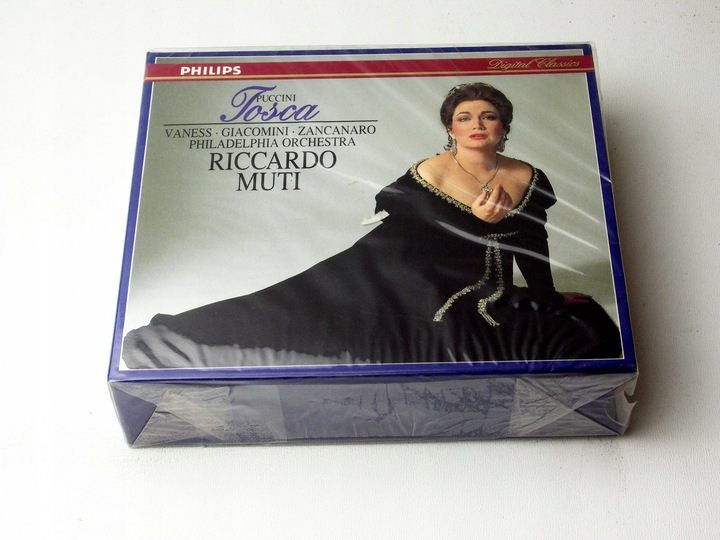 PHILIPS
Digital Classics
PUCCINI
Tosca
VANESS · GIACOMINI · ZANCANARO
PHILADELPHIA ORCHESTRA
RICCARDO
MUTI